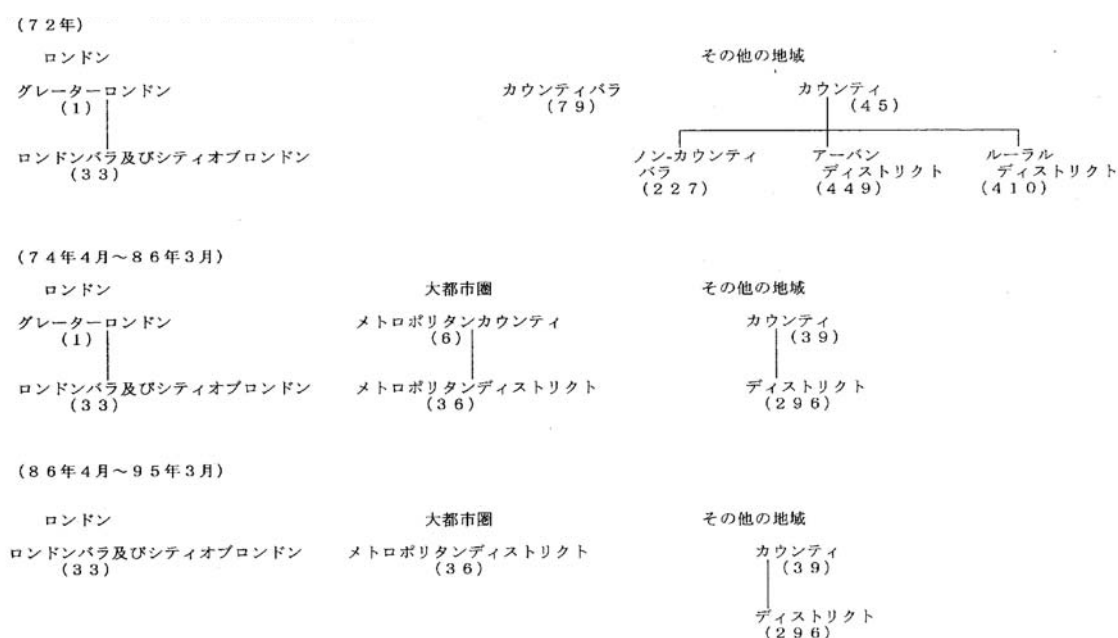 (72年)
ロンドン その他の地域
グレーターロンドン カウンティバラ カウンティ
(1) (79) (45)
ロンドンバラ及びシティオブロンドン ノン-カウンティ アーバン ルーラル
(33) バラ ディストリクト ディストリクト
(227) (449) (410)
(74年4月～86年3月)
ロンドン 大都市圏 その他の地域
グレーターロンドン メトロポリタンカウンティ カウンティ
(1) (6) (39)
ロンドンバラ及びシティオブロンドン メトロポリタンディストリクト ディストリクト
(33) (36) (296)
(86年4月～95年3月)
ロンドン 大都市圏 その他の地域
ロンドンバラ及びシティオブロンドン メトロポリタンディストリクト カウンティ
(33) (36) (39)
ディストリクト
(296)